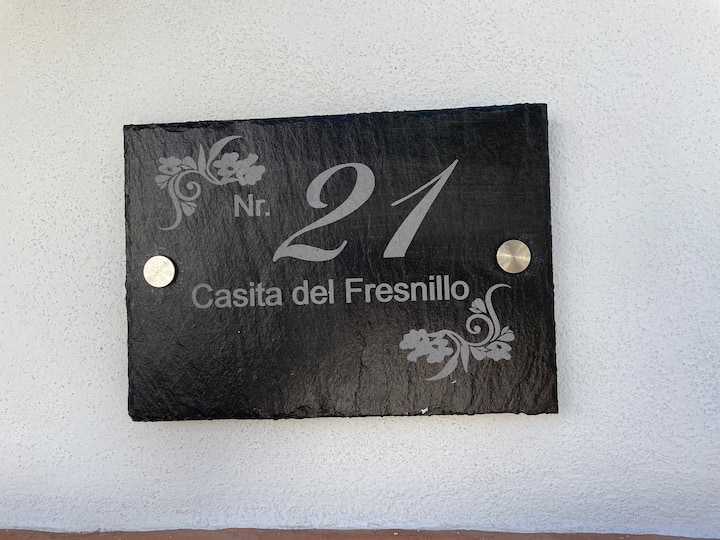 Nr. 21
Casita del Fresnillo